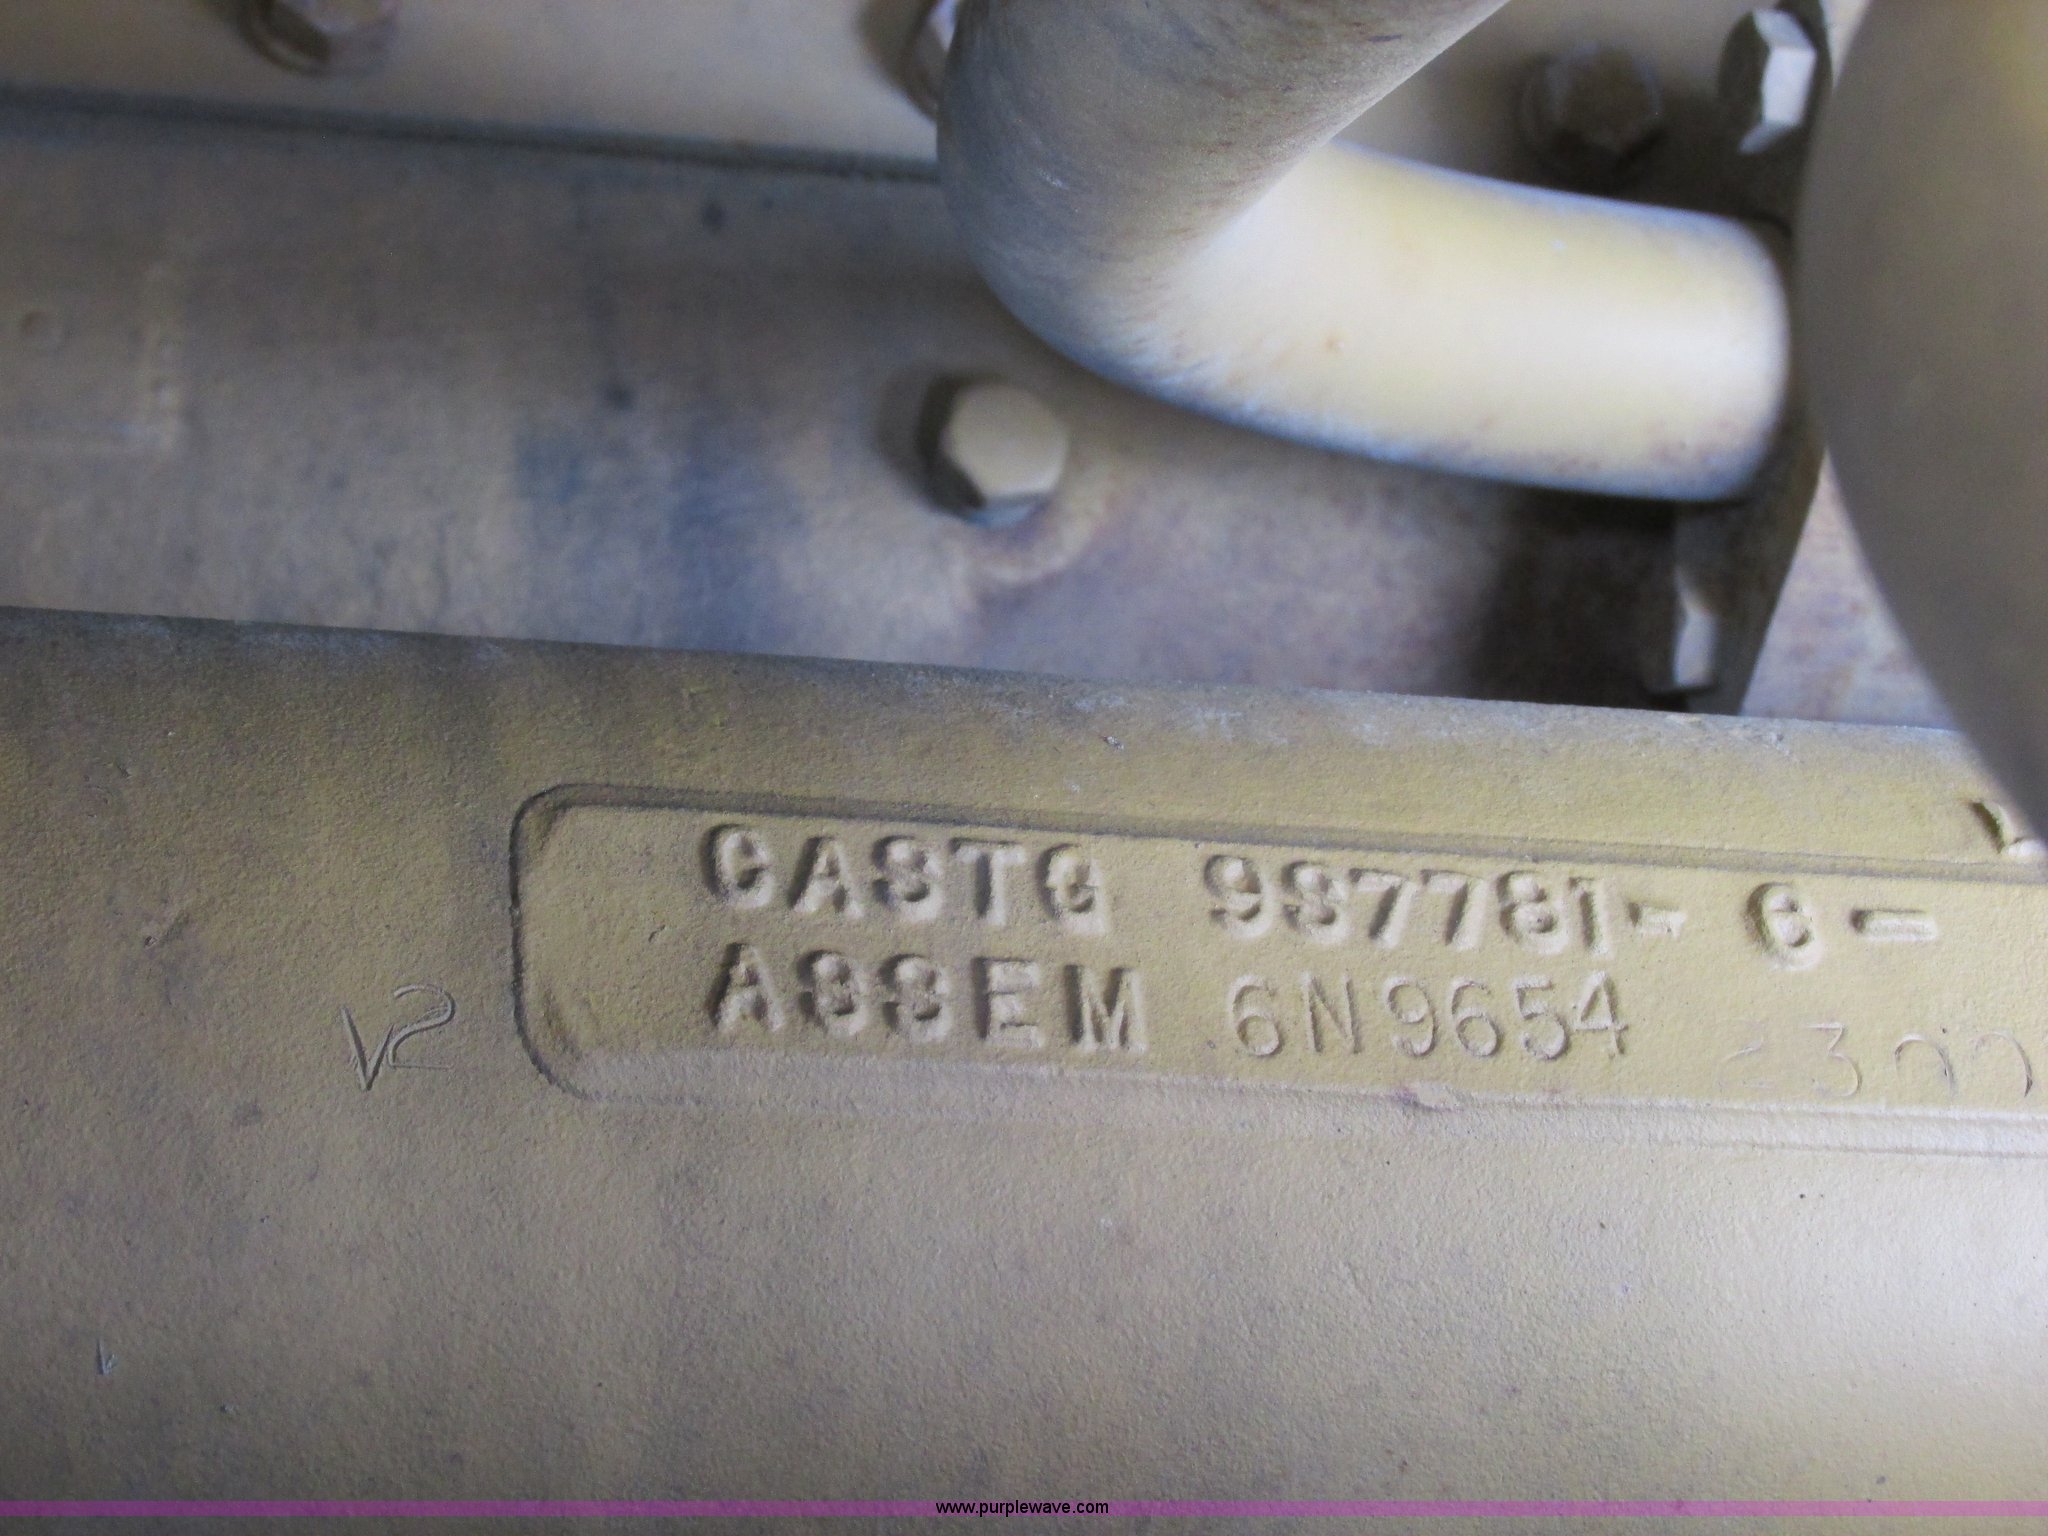 CASTG 9S7781- 6 -
ASSEM 6N9654
V2
www.purplewave.com